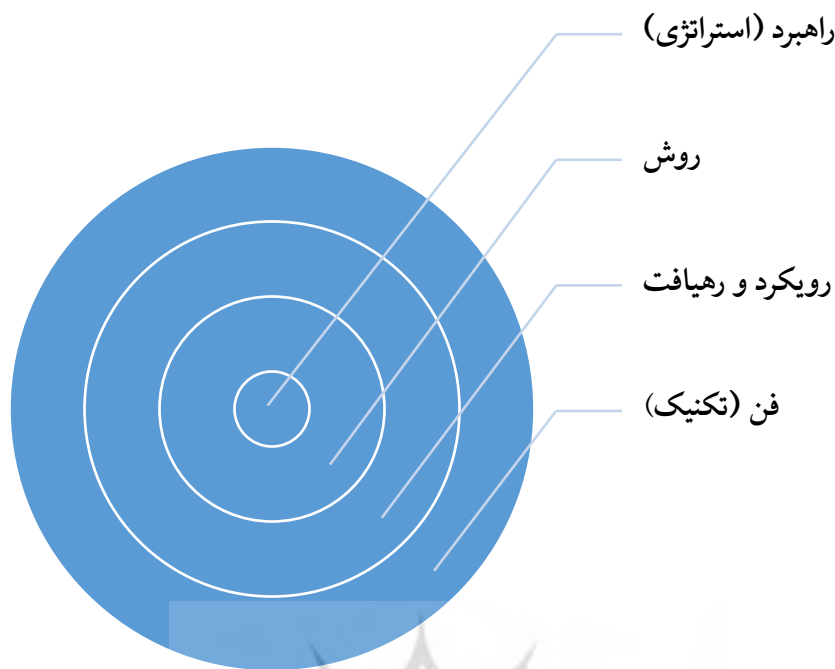 راهبرد (استراتژی)
روش
رویکرد و رهیافت
فن (تکنیک)